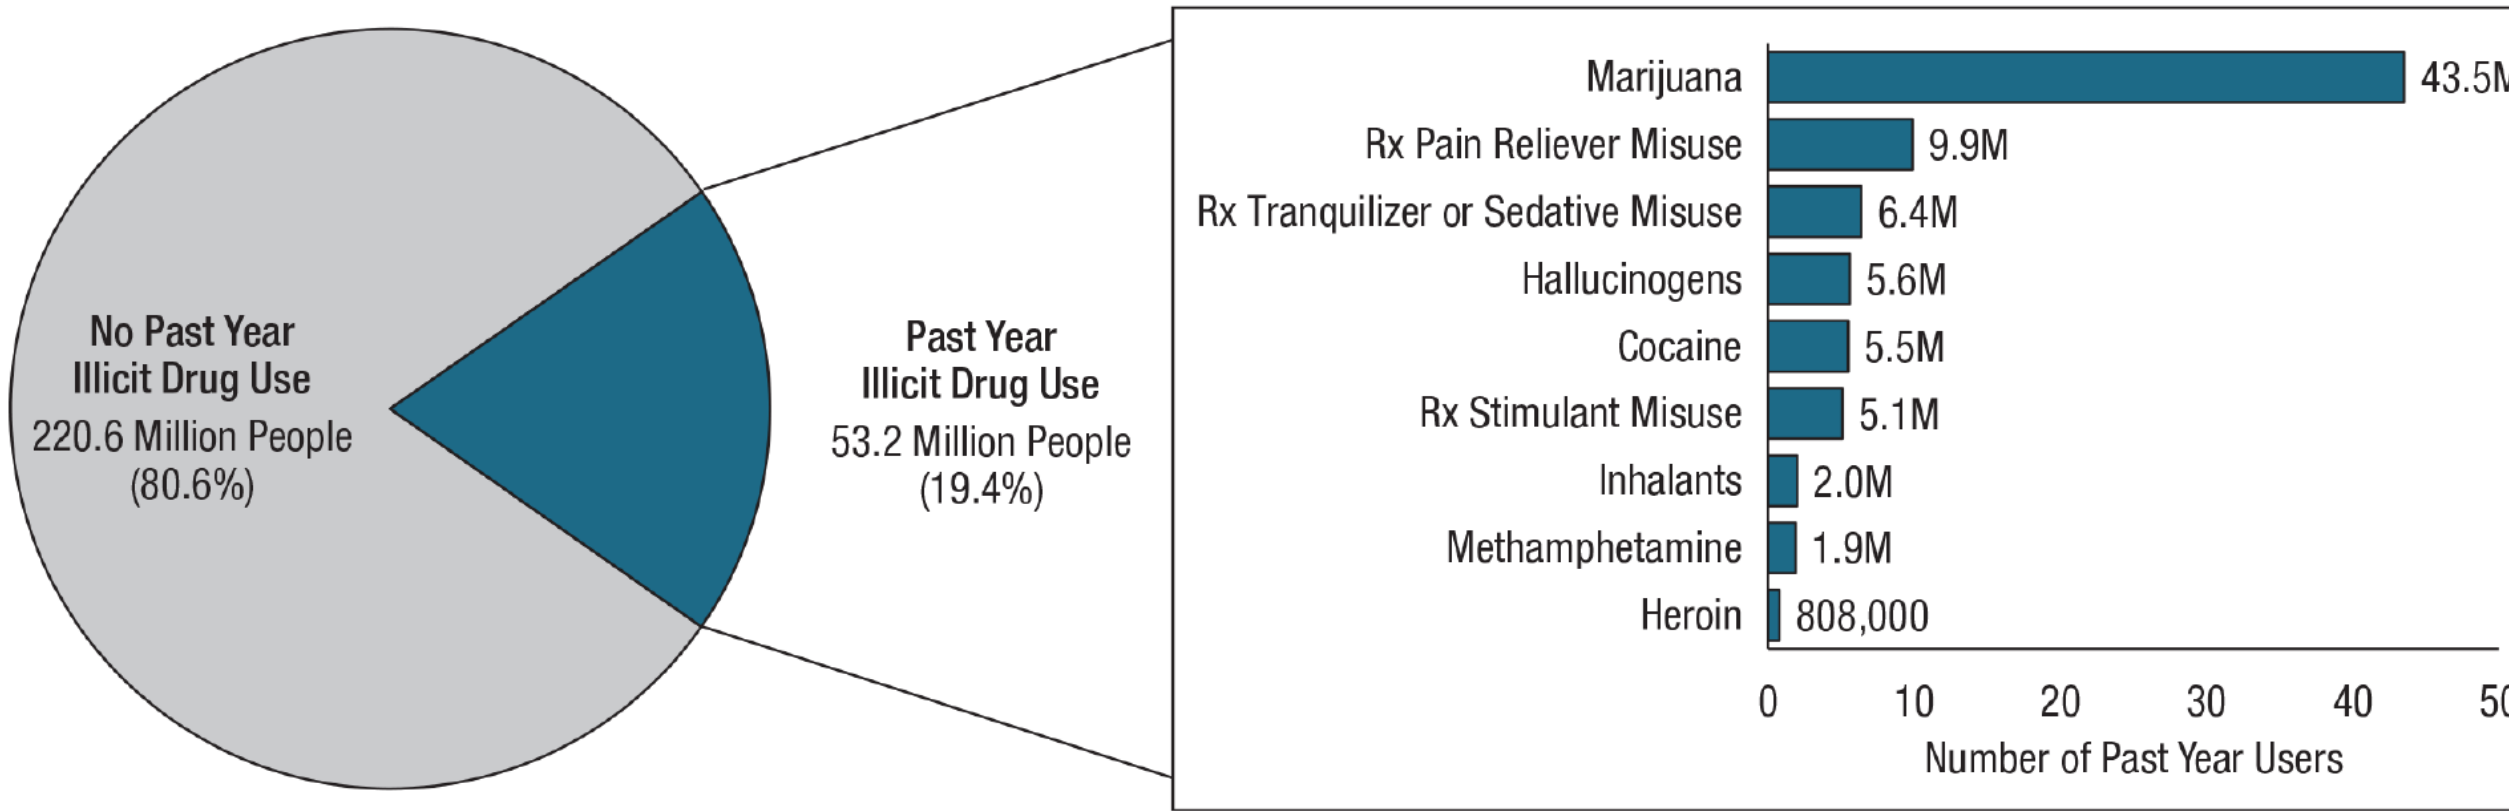 No Past Year
Illicit Drug Use
220.6 Million People
(80.6%)
Past Year
Illicit Drug Use
53.2 Million People
(19.4%)
Marijuana 43.5M
Rx Pain Reliever Misuse 9.9M
Rx Tranquilizer or Sedative Misuse 6.4M
Hallucinogens 5.6M
Cocaine 5.5M
Rx Stimulant Misuse 5.1M
Inhalants 2.0M
Methamphetamine 1.9M
Heroin 808,000
0 10 20 30 40 50
Number of Past Year Users